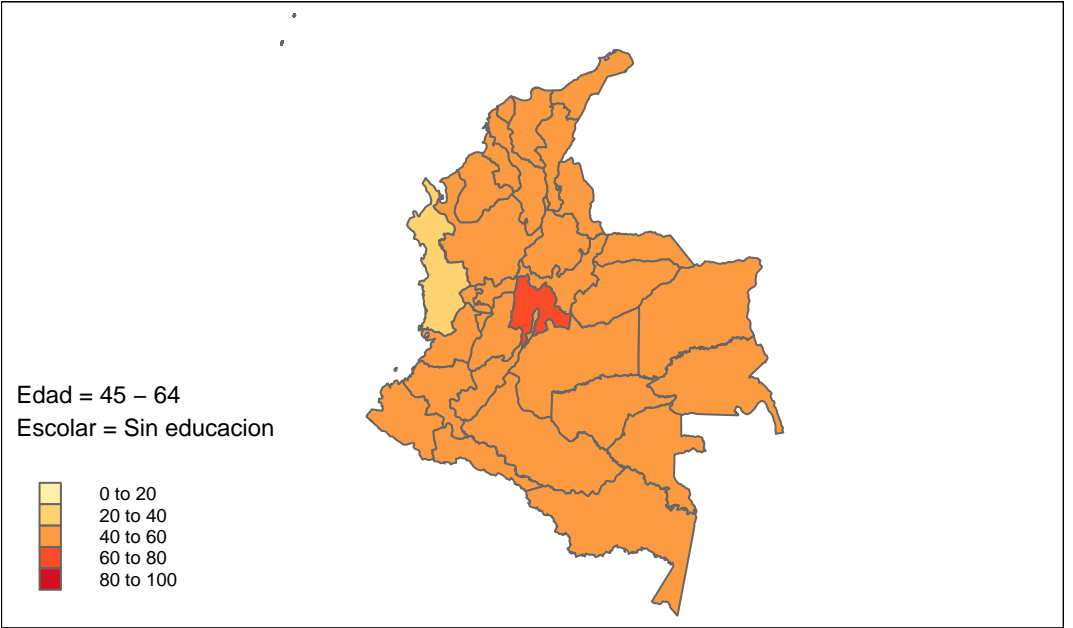 Edad = 45 – 64
Escolar = Sin educacion
0 to 20
20 to 40
40 to 60
60 to 80
80 to 100